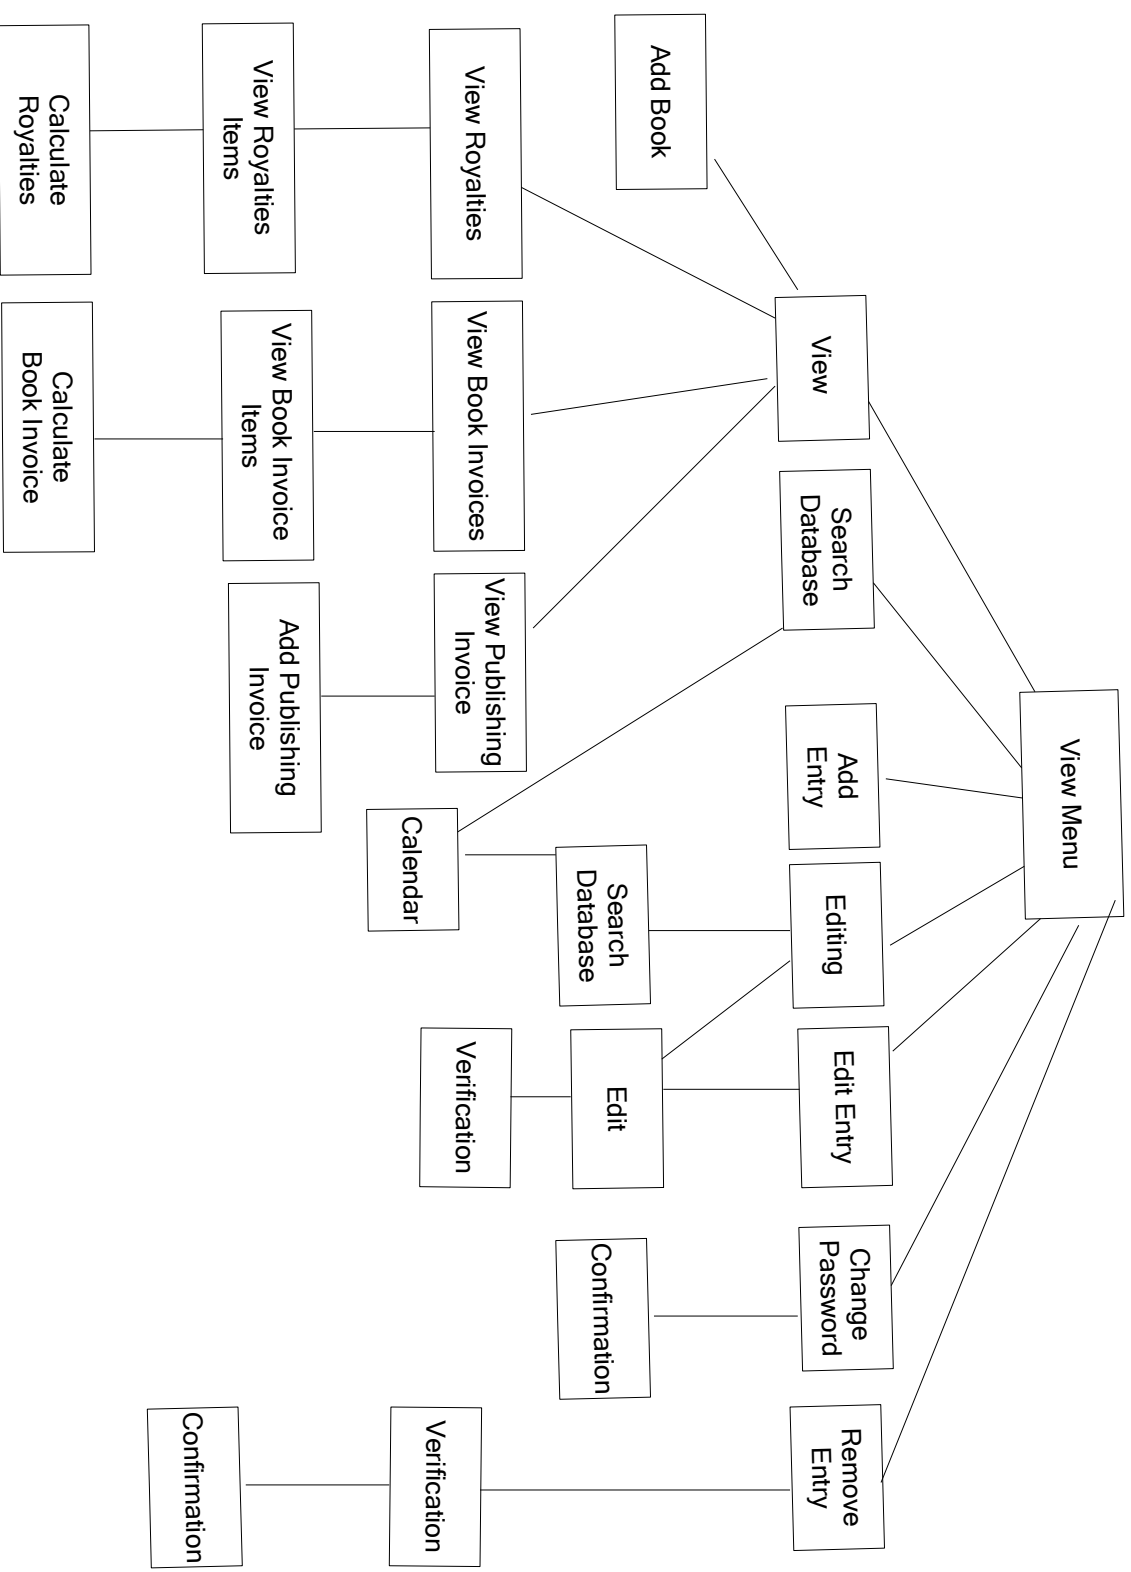 View Menu
View
Search
Database
Add
Entry
Editing
Edit Entry
Change
Password
Remove
Entry
Add Book
View Royalties
View Book Invoices
View Publishing
Invoice
Calendar
Search
Database
Edit
Verification
Confirmation
Verification
Confirmation
View Royalties
Items
View Book Invoice
Items
Add Publishing
Invoice
Calculate
Royalties
Calculate
Book Invoice